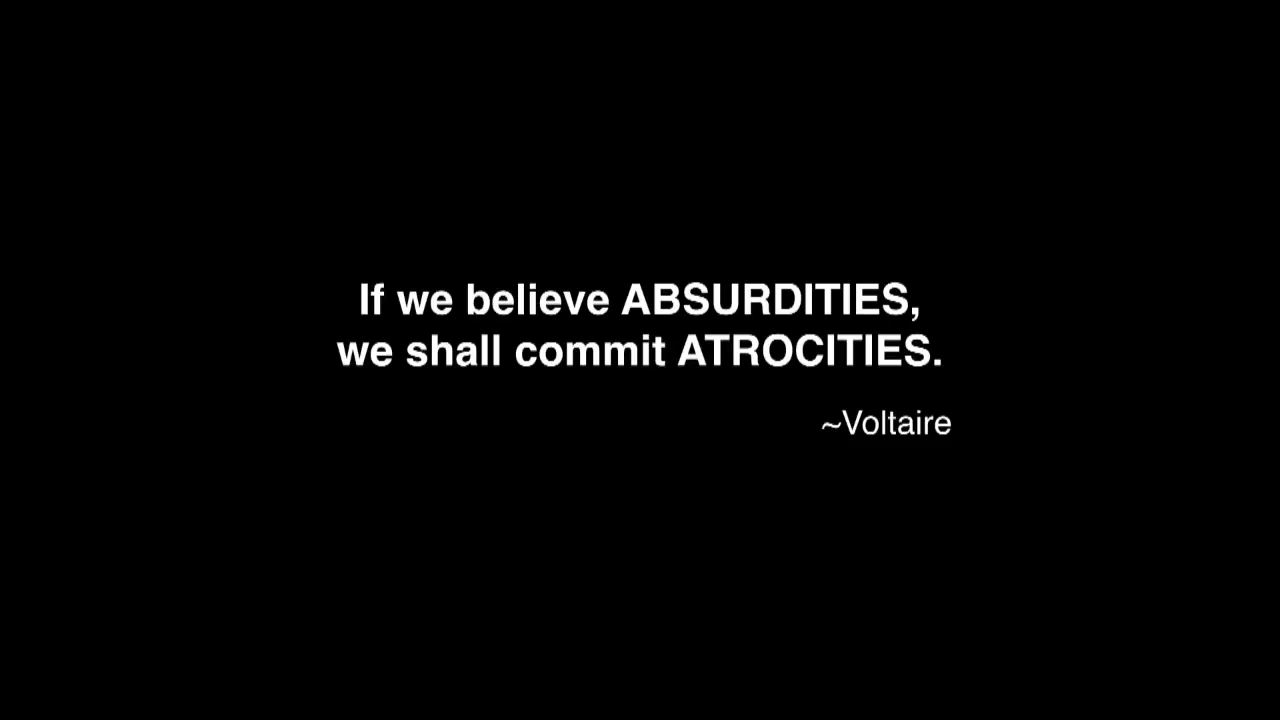 If we believe ABSURDITIES,
we shall commit ATROCITIES.
~Voltaire